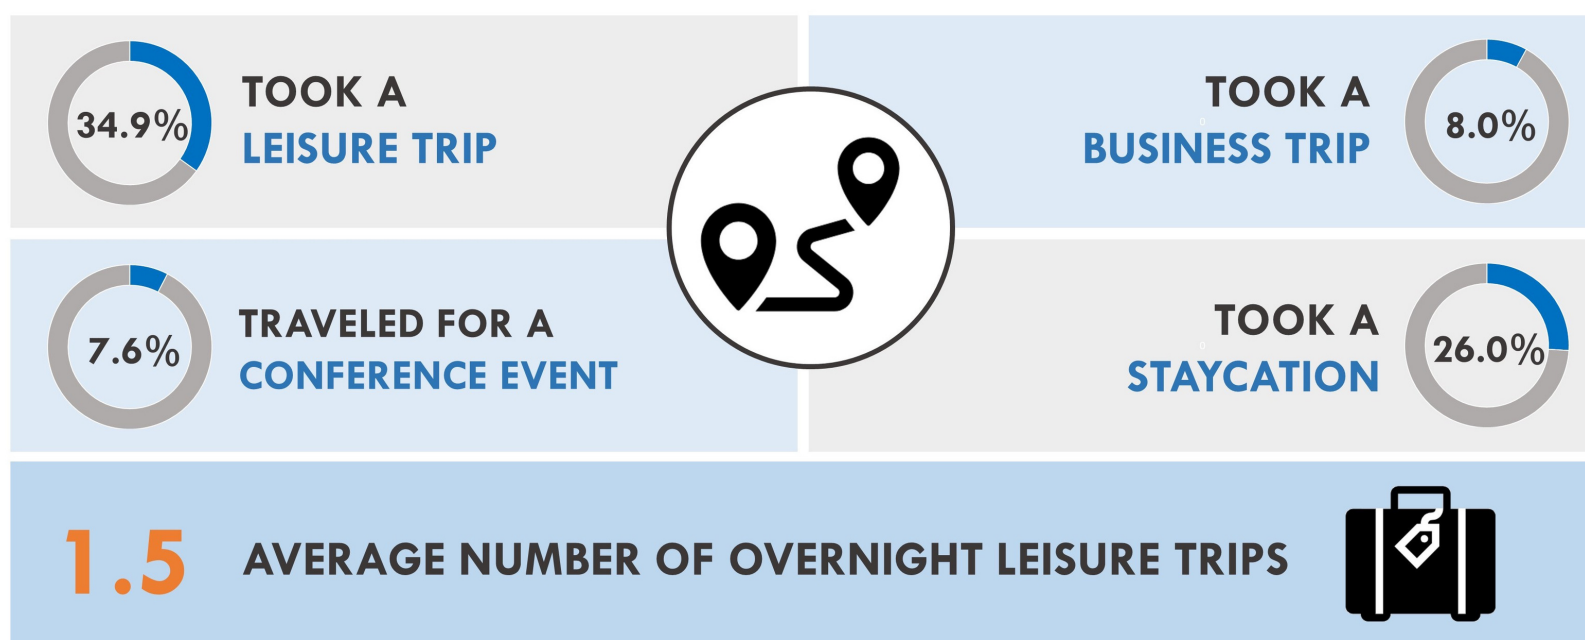 34.9%
TOOK A
LEISURE TRIP
TOOK A
BUSINESS TRIP
8.0%
7.6%
TRAVELED FOR A
CONFERENCE EVENT
TOOK A
STAYCATION
26.0%
1.5 AVERAGE NUMBER OF OVERNIGHT LEISURE TRIPS